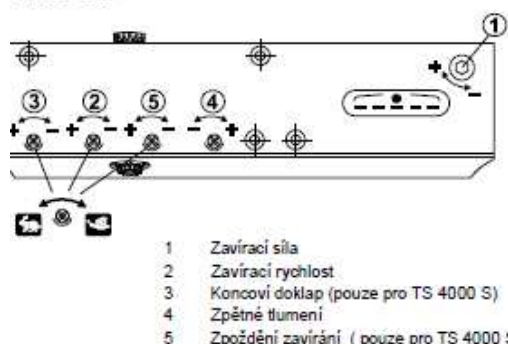 1
+
-
3 2 5 4
+ - + - + - - +
1 Zavírací síla
2 Zavírací rychlost
3 Koncoví doklap (pouze pro TS 4000 S)
4 Zpětné tlumení
5 Zpoždění zavírání ( pouze pro TS 4000 S